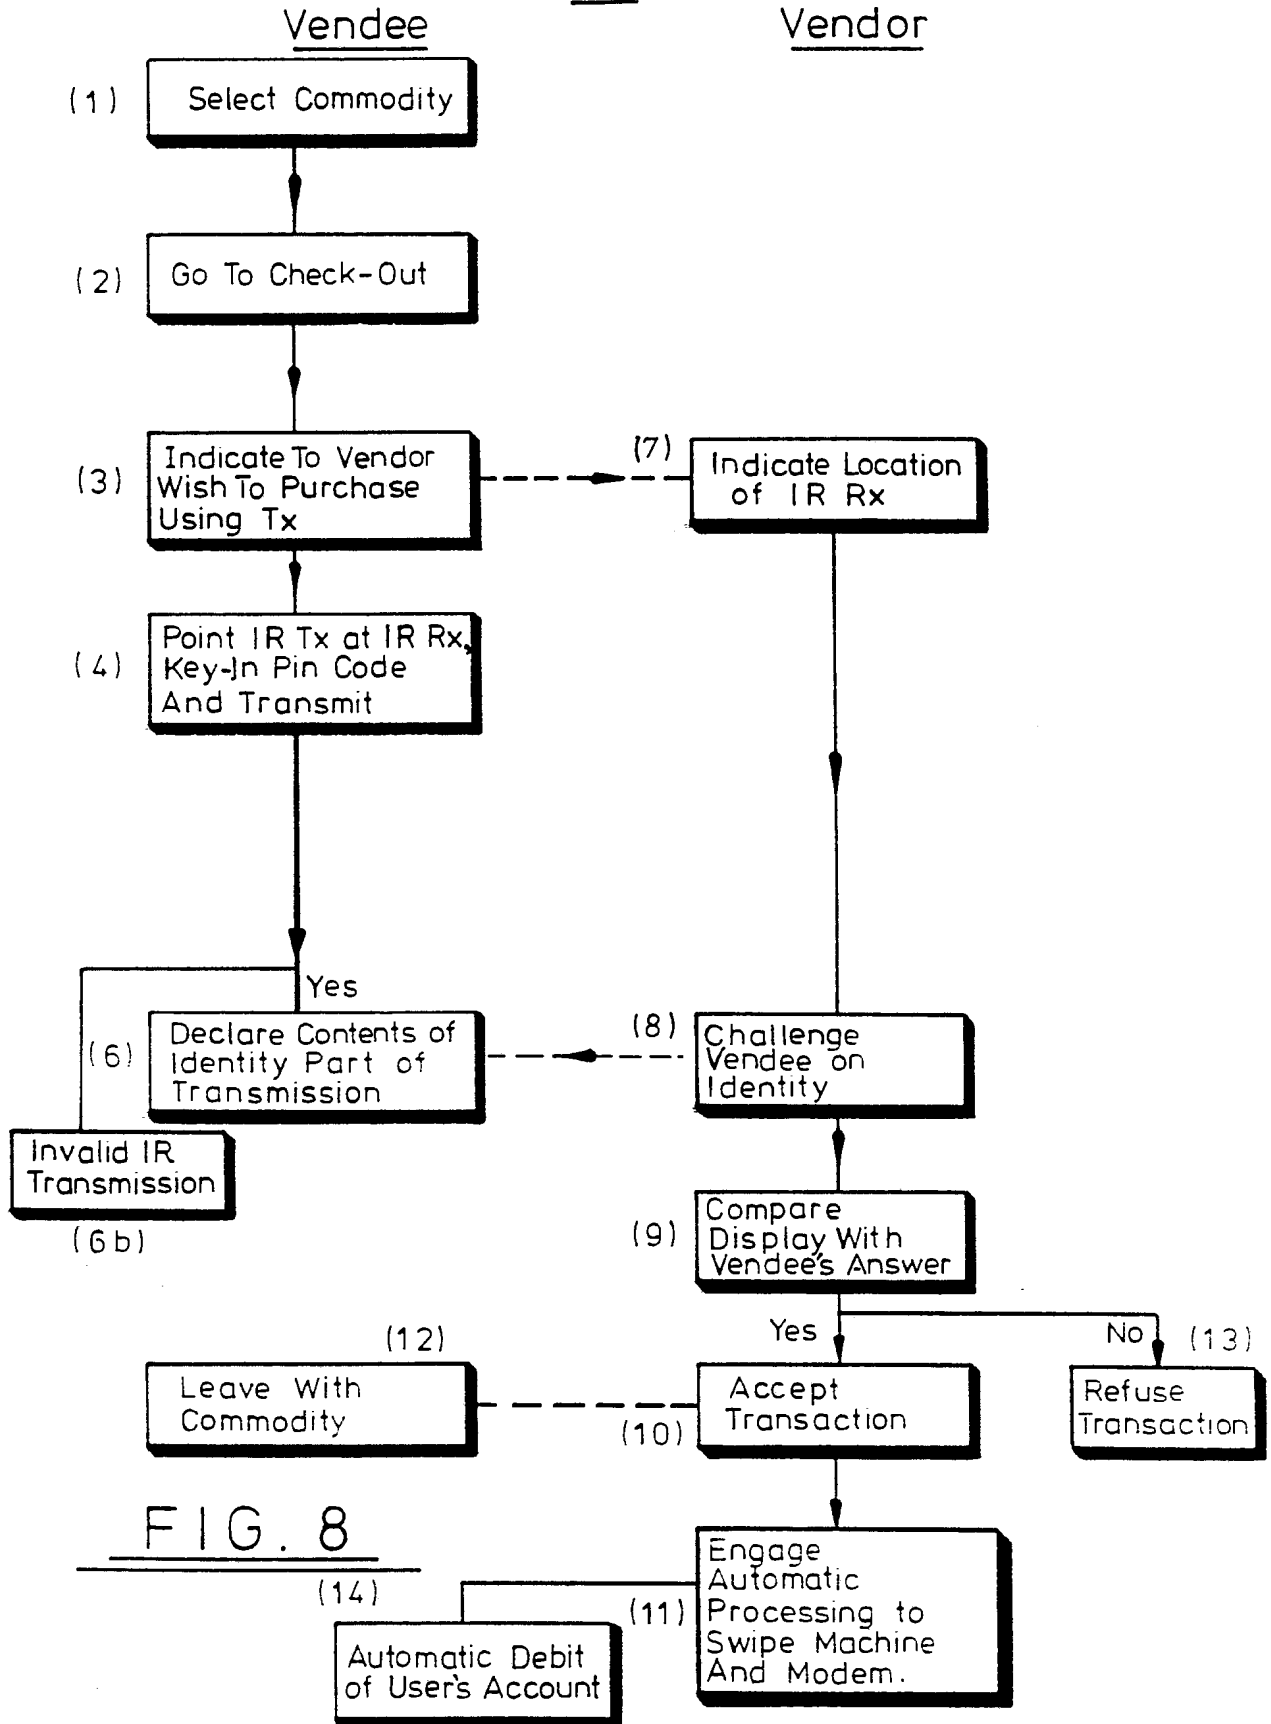 Vendee
Vendor
(1)
Select Commodity
(2)
Go To Check-Out
(3)
Indicate To Vendor
Wish To Purchase
Using Tx
(7)
Indicate Location
of IR Rx
(4)
Point IR Tx at IR Rx,
Key-In Pin Code
And Transmit
Yes
(6)
Declare Contents of
Identity Part of
Transmission
(8)
Challenge
Vendee on
Identity
Invalid IR
Transmission
(6b)
(9)
Compare
Display With
Vendee's Answer
Yes
No
(13)
(12)
Leave With
Commodity
Accept
Transaction
(10)
Refuse
Transaction
FIG. 8
(14)
Automatic Debit
of User's Account
(11)
Engage
Automatic
Processing to
Swipe Machine
And Modem.